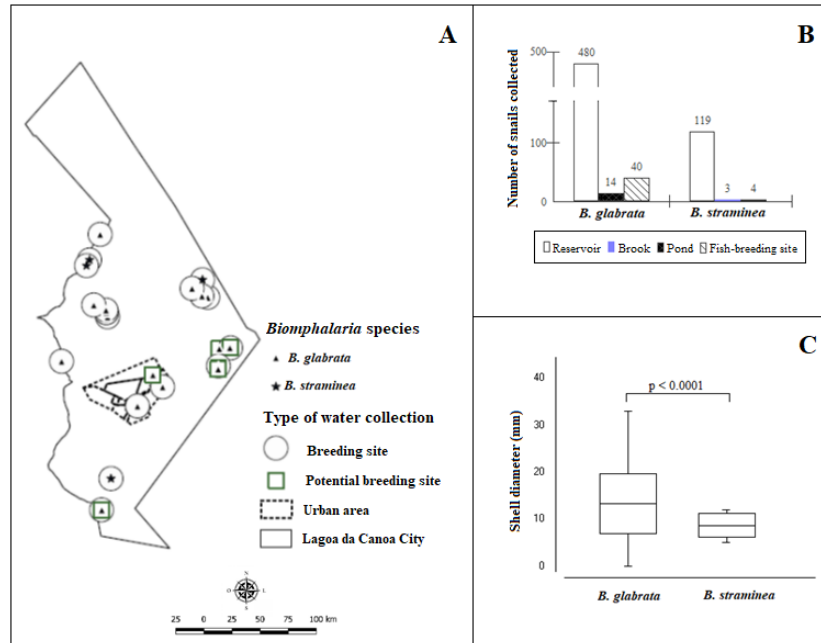 A
Biomphalaria species
B. glabrata
B. straminea
Type of water collection
Breeding site
Potential breeding site
Urban area
Lagoa da Canoa City
N
O L
S
25 0 25 50 75 100 km
B
Number of snails collected
500
100
0
480
14
40
119
3
4
B. glabrata
B. straminea
Reservoir Brook Pond Fish-breeding site
C
Shell diameter (mm)
40
30
20
10
0
p < 0.0001
B. glabrata
B. straminea